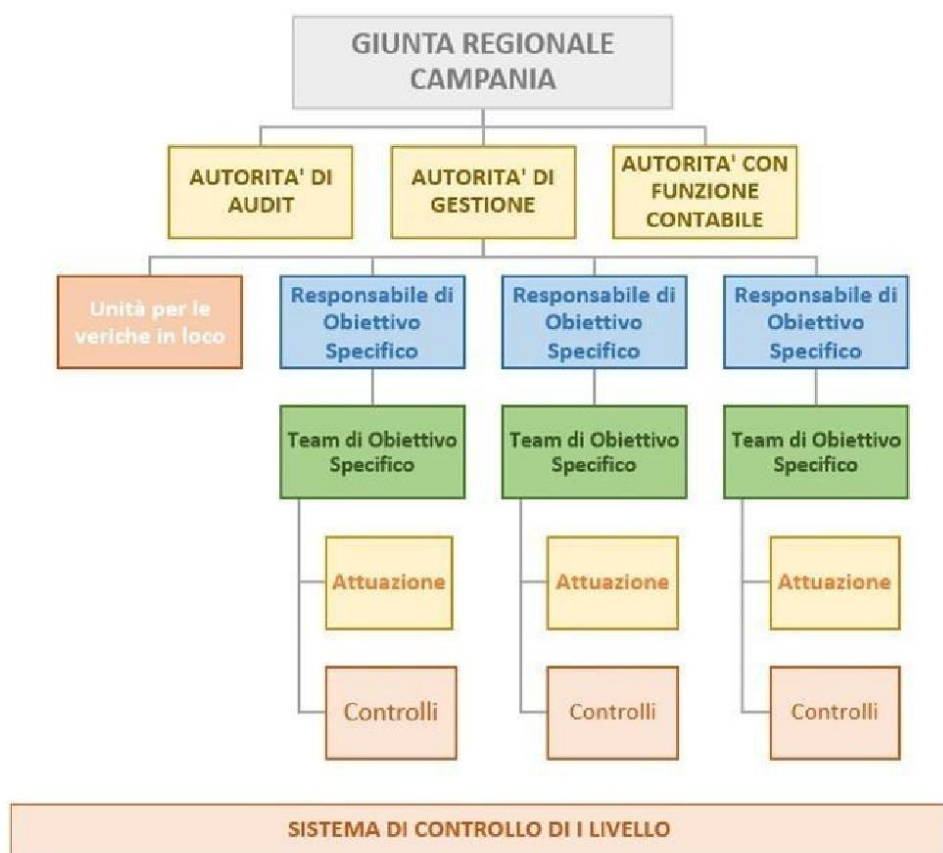 GIUNTA REGIONALE
CAMPANIA
AUTORITA' DI
AUDIT
AUTORITA' DI
GESTIONE
AUTORITA' CON
FUNZIONE
CONTABILE
Unità per le
veriche in loco
Responsabile di
Obiettivo
Specifico
Responsabile di
Obiettivo
Specifico
Responsabile di
Obiettivo
Specifico
Team di Obiettivo
Specifico
Team di Obiettivo
Specifico
Team di Obiettivo
Specifico
Attuazione
Attuazione
Attuazione
Controlli
Controlli
Controlli
SISTEMA DI CONTROLLO DI I LIVELLO